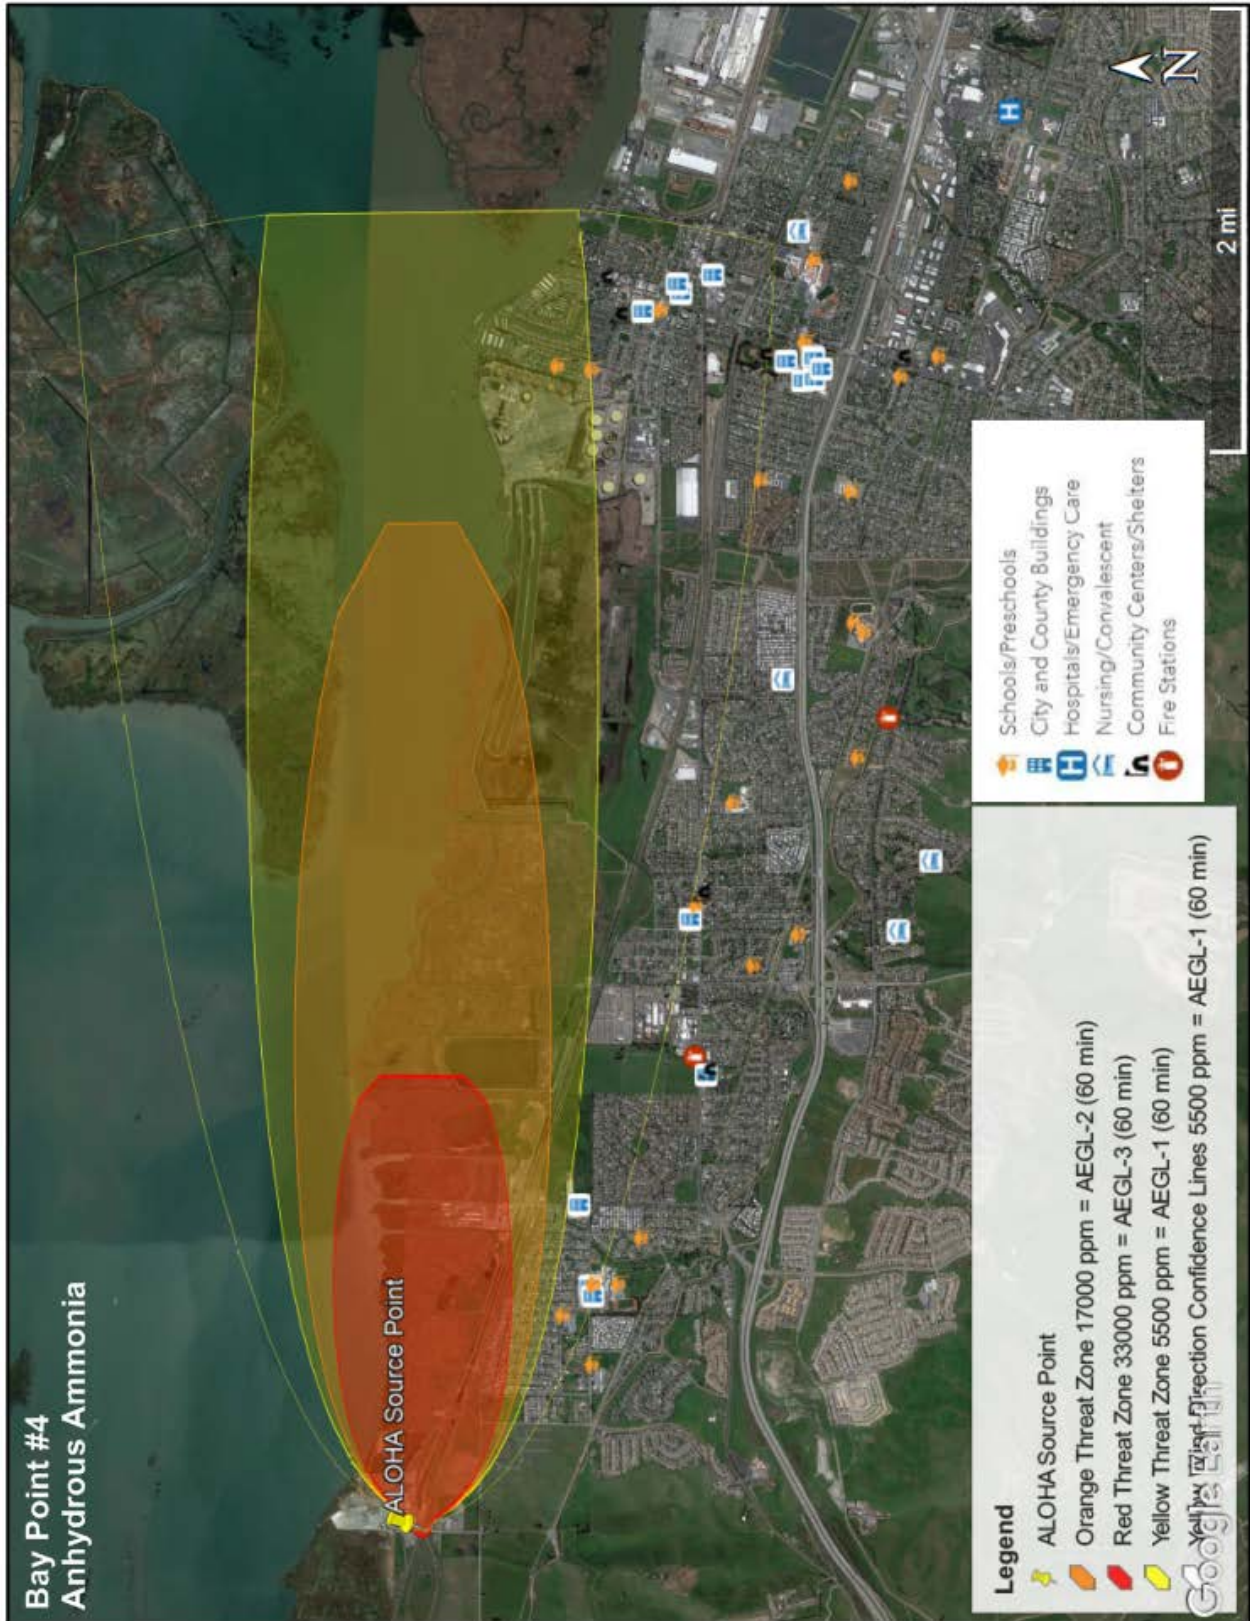 Bay Point #4
Anhydrous Ammonia
ALOHA Source Point
N
H
2 mi
Legend
ALOHA Source Point
Orange Threat Zone 17000 ppm = AEGL-2 (60 min)
Red Threat Zone 33000 ppm = AEGL-3 (60 min)
Yellow Threat Zone 5500 ppm = AEGL-1 (60 min)
Yellow Wind Direction Confidence Lines 5500 ppm = AEGL-1 (60 min)
Google Earth
Schools/Preschools
City and County Buildings
H Hospitals/Emergency Care
Nursing/Convalescent
Community Centers/Shelters
Fire Stations